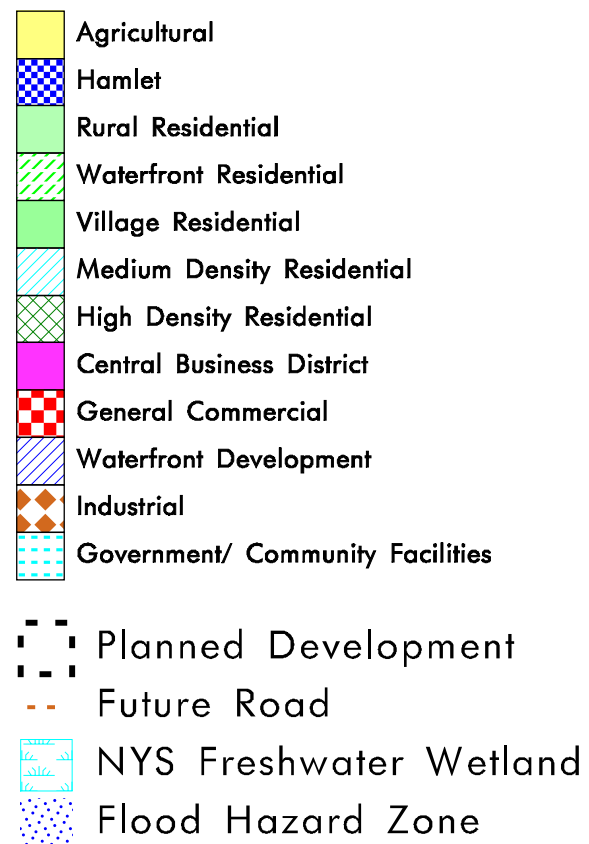 Agricultural
Hamlet
Rural Residential
Waterfront Residential
Village Residential
Medium Density Residential
High Density Residential
Central Business District
General Commercial
Waterfront Development
Industrial
Government/ Community Facilities
Planned Development
Future Road
NYS Freshwater Wetland
Flood Hazard Zone